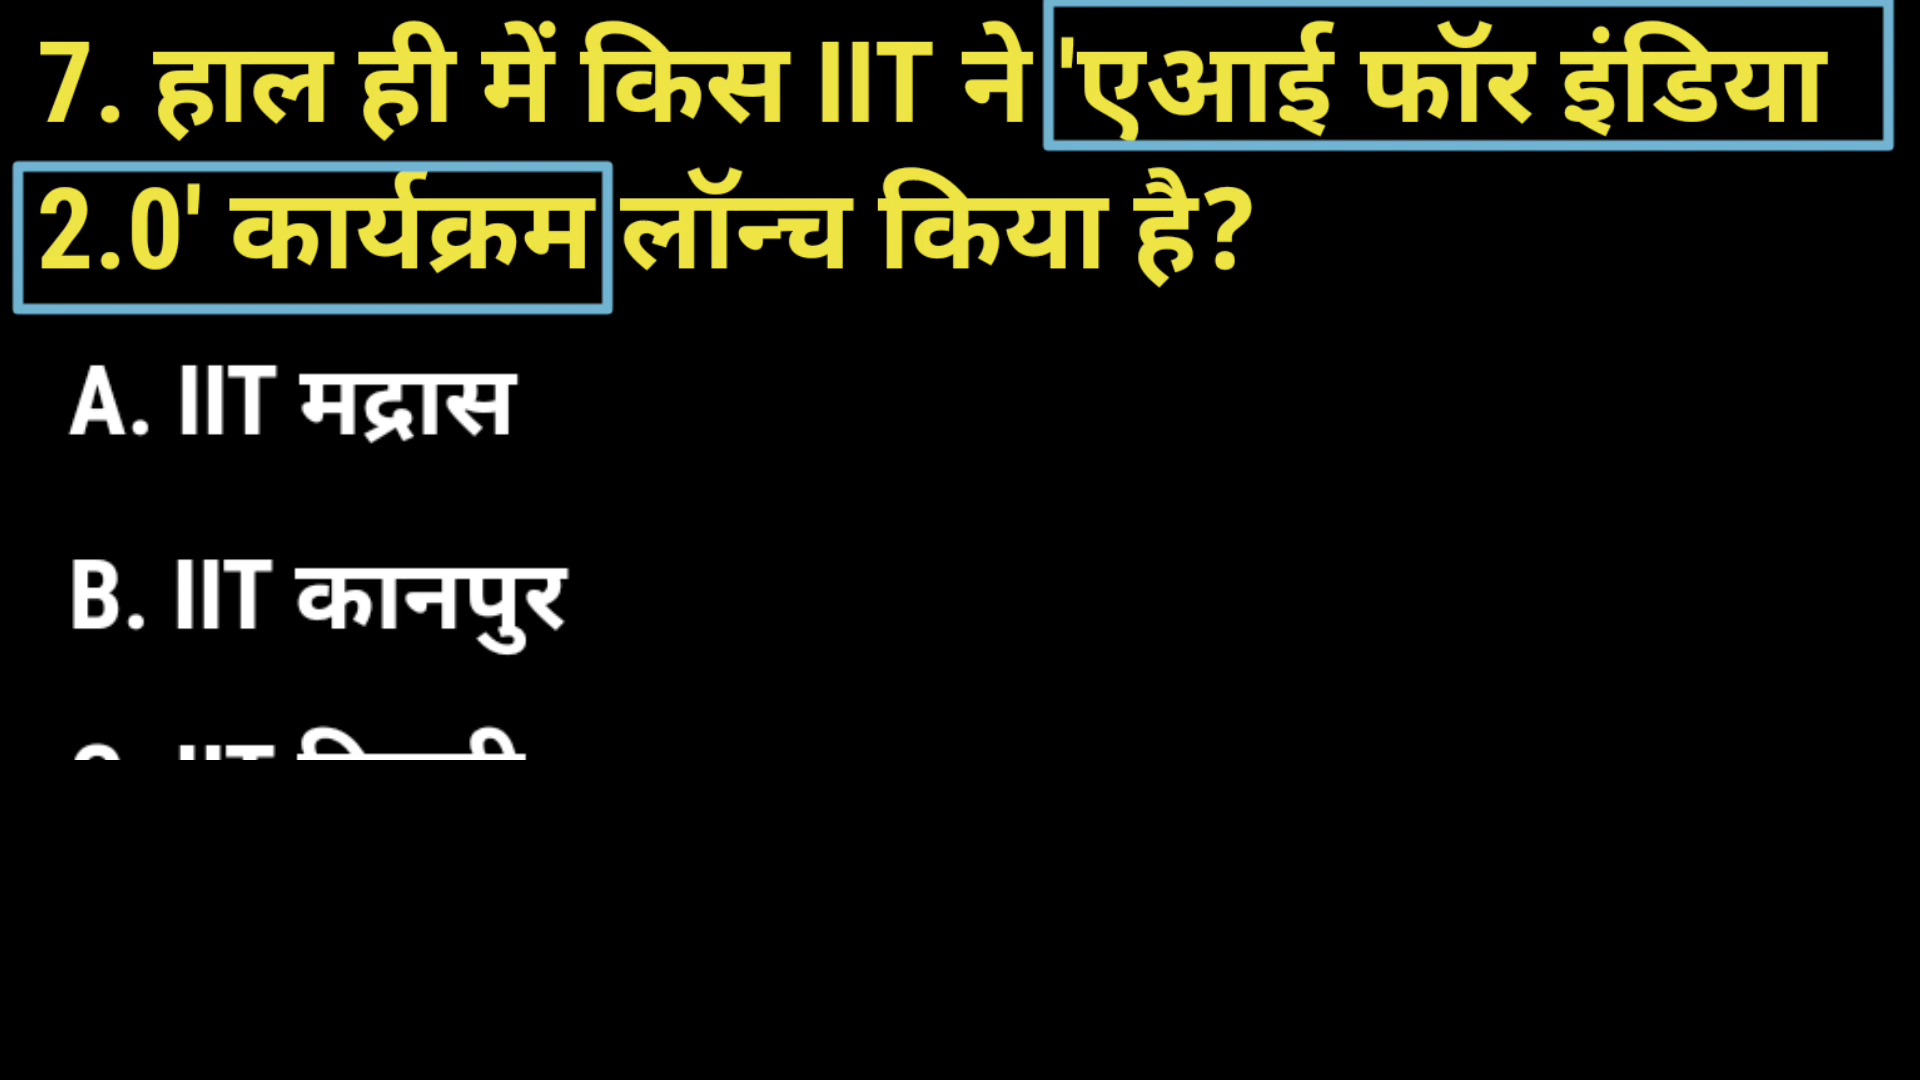 7. हाल ही में किस IIT ने 'एआई फॉर इंडिया
2.0' कार्यक्रम लॉन्च किया है?
A. IIT मद्रास
B. IIT कानपुर